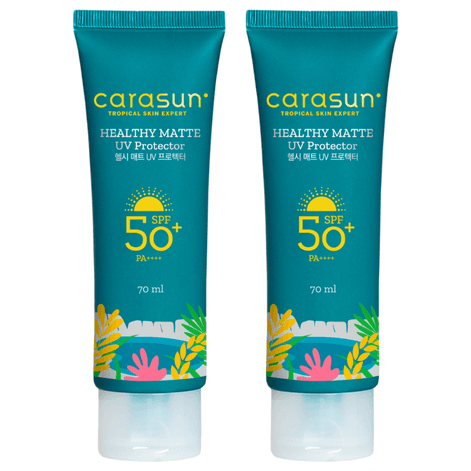 carasun
TROPICAL SKIN EXPERT
HEALTHY MATTE
UV Protector
헬시 매트 UV 프로텍터
SPF
50+
PA++++
70 ml
carasun
TROPICAL SKIN EXPERT
HEALTHY MATTE
UV Protector
헬시 매트 UV 프로텍터
SPF
50+
PA++++
70 ml